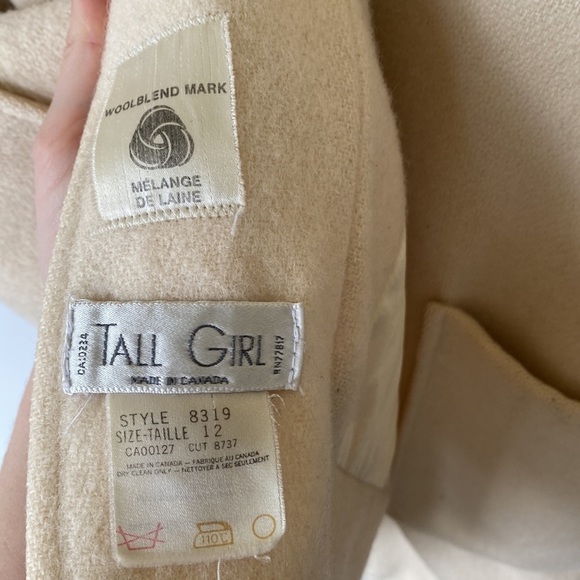 WOOLBLEND MARK
MÉLANGE
DE LAINE
CA10234
TALL GIRL
RN77817
MADE IN CANADA
STYLE 8319
SIZE-TAILLE 12
CA00127 CUT 8737
MADE IN CANADA - FABRIQUE AU CANADA
DRY CLEAN ONLY - NETTOYER A SEC SEULEMENT
110 C